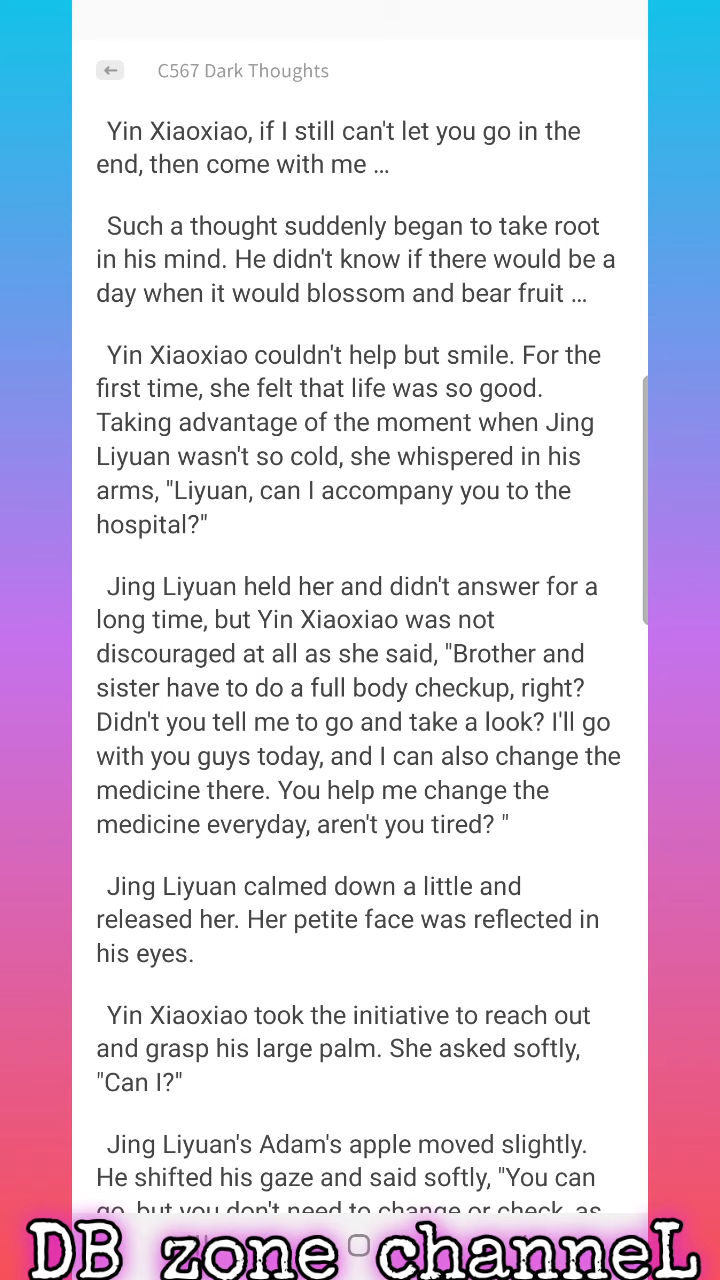 C567 Dark Thoughts
Yin Xiaoxiao, if I still can't let you go in the
end, then come with me ...
Such a thought suddenly began to take root
in his mind. He didn't know if there would be a
day when it would blossom and bear fruit ...
Yin Xiaoxiao couldn't help but smile. For the
first time, she felt that life was so good.
Taking advantage of the moment when Jing
Liyuan wasn't so cold, she whispered in his
arms, "Liyuan, can I accompany you to the
hospital?"
Jing Liyuan held her and didn't answer for a
long time, but Yin Xiaoxiao was not
discouraged at all as she said, "Brother and
sister have to do a full body checkup, right?
Didn't you tell me to go and take a look? I'll go
with you guys today, and I can also change the
medicine there. You help me change the
medicine everyday, aren't you tired? "
Jing Liyuan calmed down a little and
released her. Her petite face was reflected in
his eyes.
Yin Xiaoxiao took the initiative to reach out
and grasp his large palm. She asked softly,
"Can I?"
Jing Liyuan's Adam's apple moved slightly.
He shifted his gaze and said softly, "You can
go, but you don't need to change or check, as
DB zone channeL